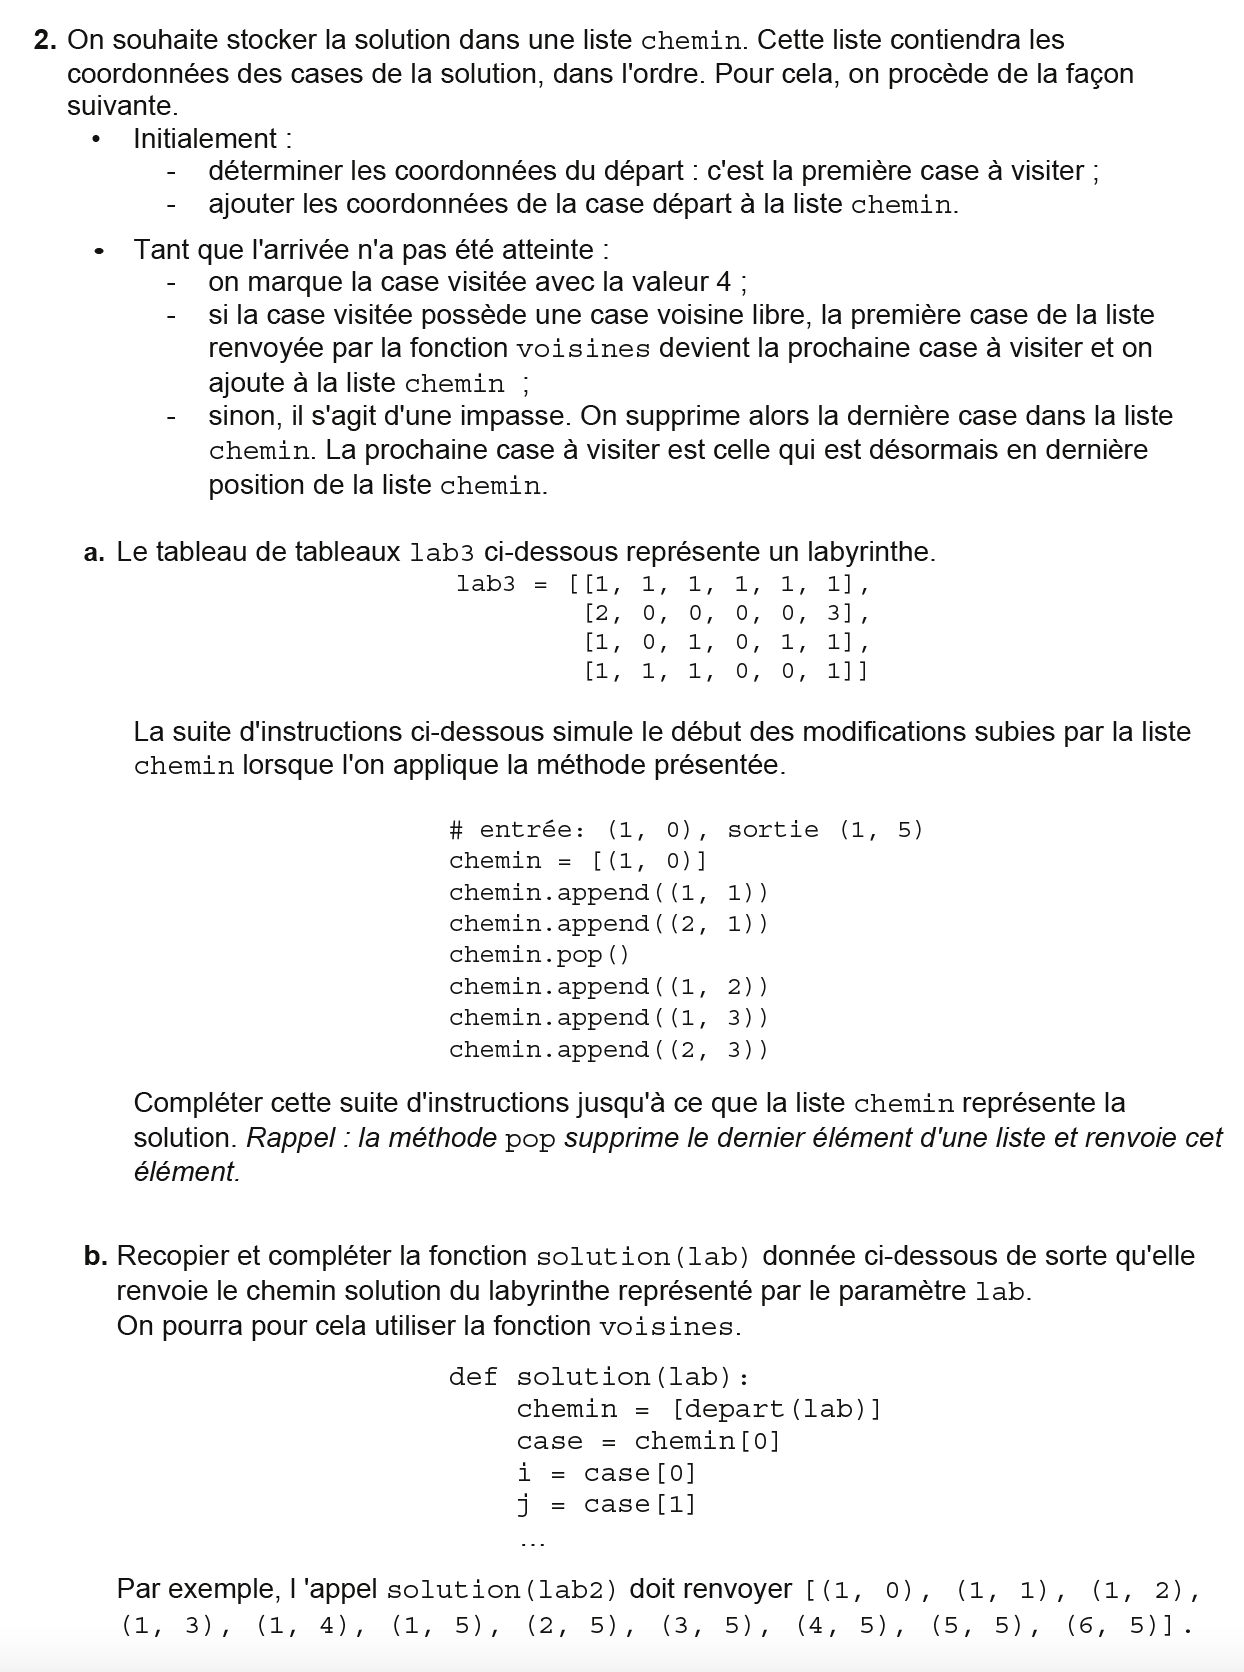 2. On souhaite stocker la solution dans une liste chemin. Cette liste contiendra les
coordonnées des cases de la solution, dans l'ordre. Pour cela, on procède de la façon
suivante.
• Initialement :
- déterminer les coordonnées du départ : c'est la première case à visiter ;
- ajouter les coordonnées de la case départ à la liste chemin.
• Tant que l'arrivée n'a pas été atteinte :
- on marque la case visitée avec la valeur 4 ;
- si la case visitée possède une case voisine libre, la première case de la liste
renvoyée par la fonction voisines devient la prochaine case à visiter et on
ajoute à la liste chemin ;
- sinon, il s'agit d'une impasse. On supprime alors la dernière case dans la liste
chemin. La prochaine case à visiter est celle qui est désormais en dernière
position de la liste chemin.
a. Le tableau de tableaux lab3 ci-dessous représente un labyrinthe.
lab3 = [[1, 1, 1, 1, 1, 1],
[2, 0, 0, 0, 0, 3],
[1, 0, 1, 0, 1, 1],
[1, 1, 1, 0, 0, 1]]
La suite d'instructions ci-dessous simule le début des modifications subies par la liste
chemin lorsque l'on applique la méthode présentée.
# entrée: (1, 0), sortie (1, 5)
chemin = [(1, 0)]
chemin.append((1, 1))
chemin.append((2, 1))
chemin.pop()
chemin.append((1, 2))
chemin.append((1, 3))
chemin.append((2, 3))
Compléter cette suite d'instructions jusqu'à ce que la liste chemin représente la
solution. Rappel : la méthode pop supprime le dernier élément d'une liste et renvoie cet
élément.
b. Recopier et compléter la fonction solution(lab) donnée ci-dessous de sorte qu'elle
renvoie le chemin solution du labyrinthe représenté par le paramètre lab.
On pourra pour cela utiliser la fonction voisines.
def solution(lab):
chemin = [depart(lab)]
case = chemin[0]
i = case[0]
j = case[1]
...
Par exemple, l 'appel solution(lab2) doit renvoyer [(1, 0), (1, 1), (1, 2),
(1, 3), (1, 4), (1, 5), (2, 5), (3, 5), (4, 5), (5, 5), (6, 5)].